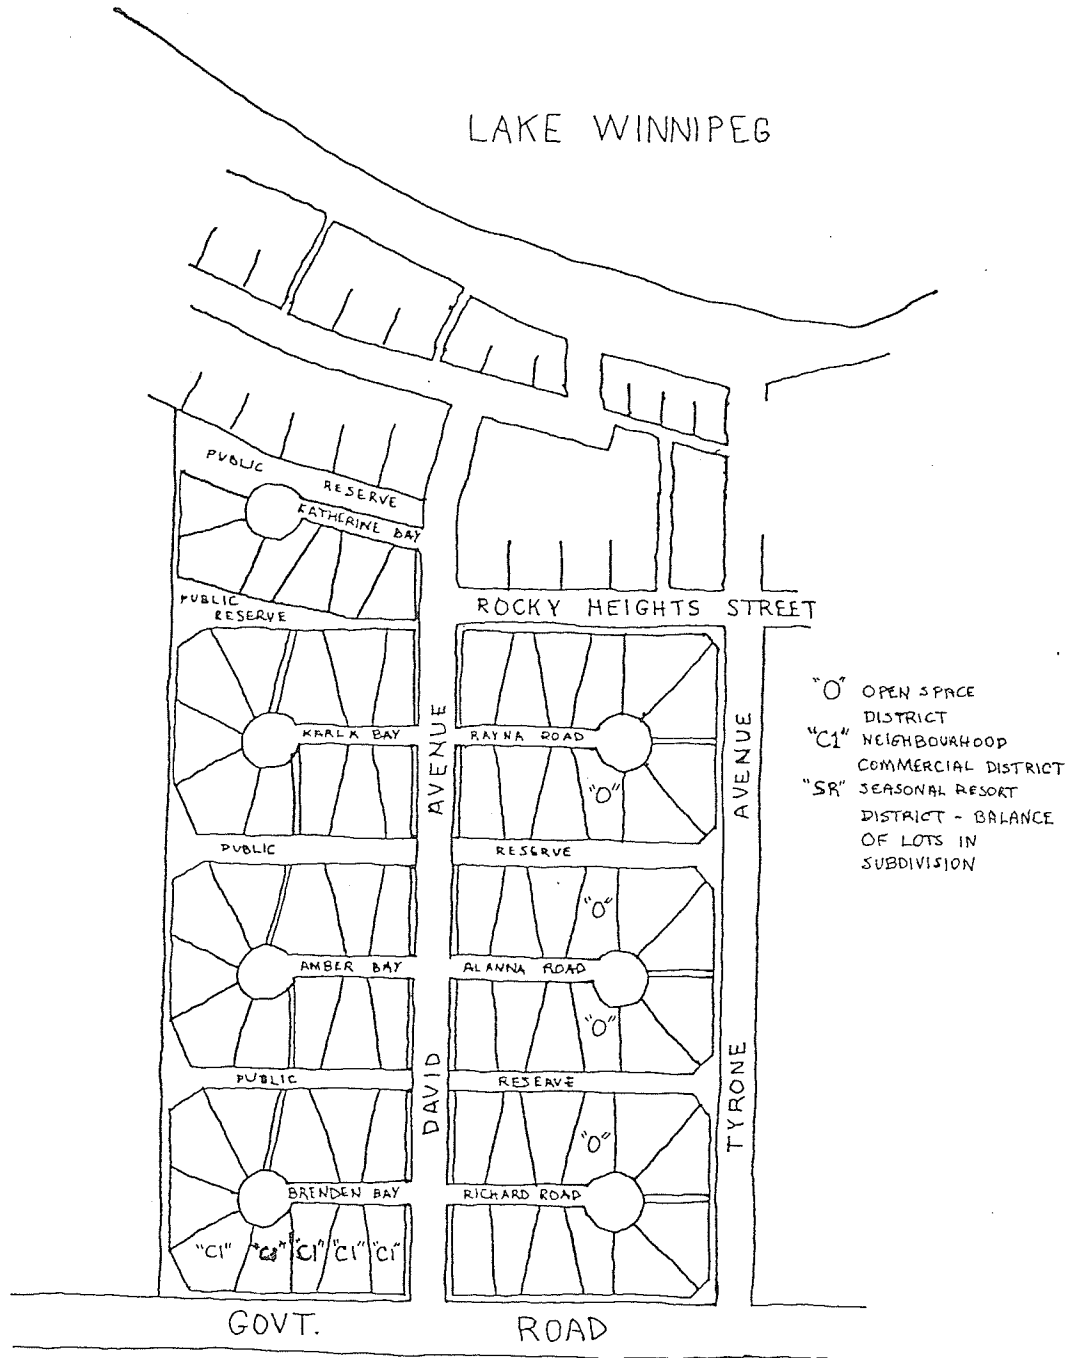 LAKE WINNIPEG
PUBLIC
RESERVE
KATHERINE BAY
PUBLIC
RESERVE
ROCKY HEIGHTS STREET
KARLA BAY
AVENUE
RAYNA ROAD
AVENUE
"O"
"O" OPEN SPACE
DISTRICT
"C1" NEIGHBOURHOOD
COMMERCIAL DISTRICT
"SR" SEASONAL RESORT
DISTRICT - BALANCE
OF LOTS IN
SUBDIVISION
PUBLIC
RESERVE
"O"
AMBER BAY
ALANNA ROAD
"O"
DAVID
TYRONE
PUBLIC
RESERVE
"O"
BRENDEN BAY
RICHARD ROAD
"C1" "C1" "C1" "C1" "C1"
GOVT. ROAD